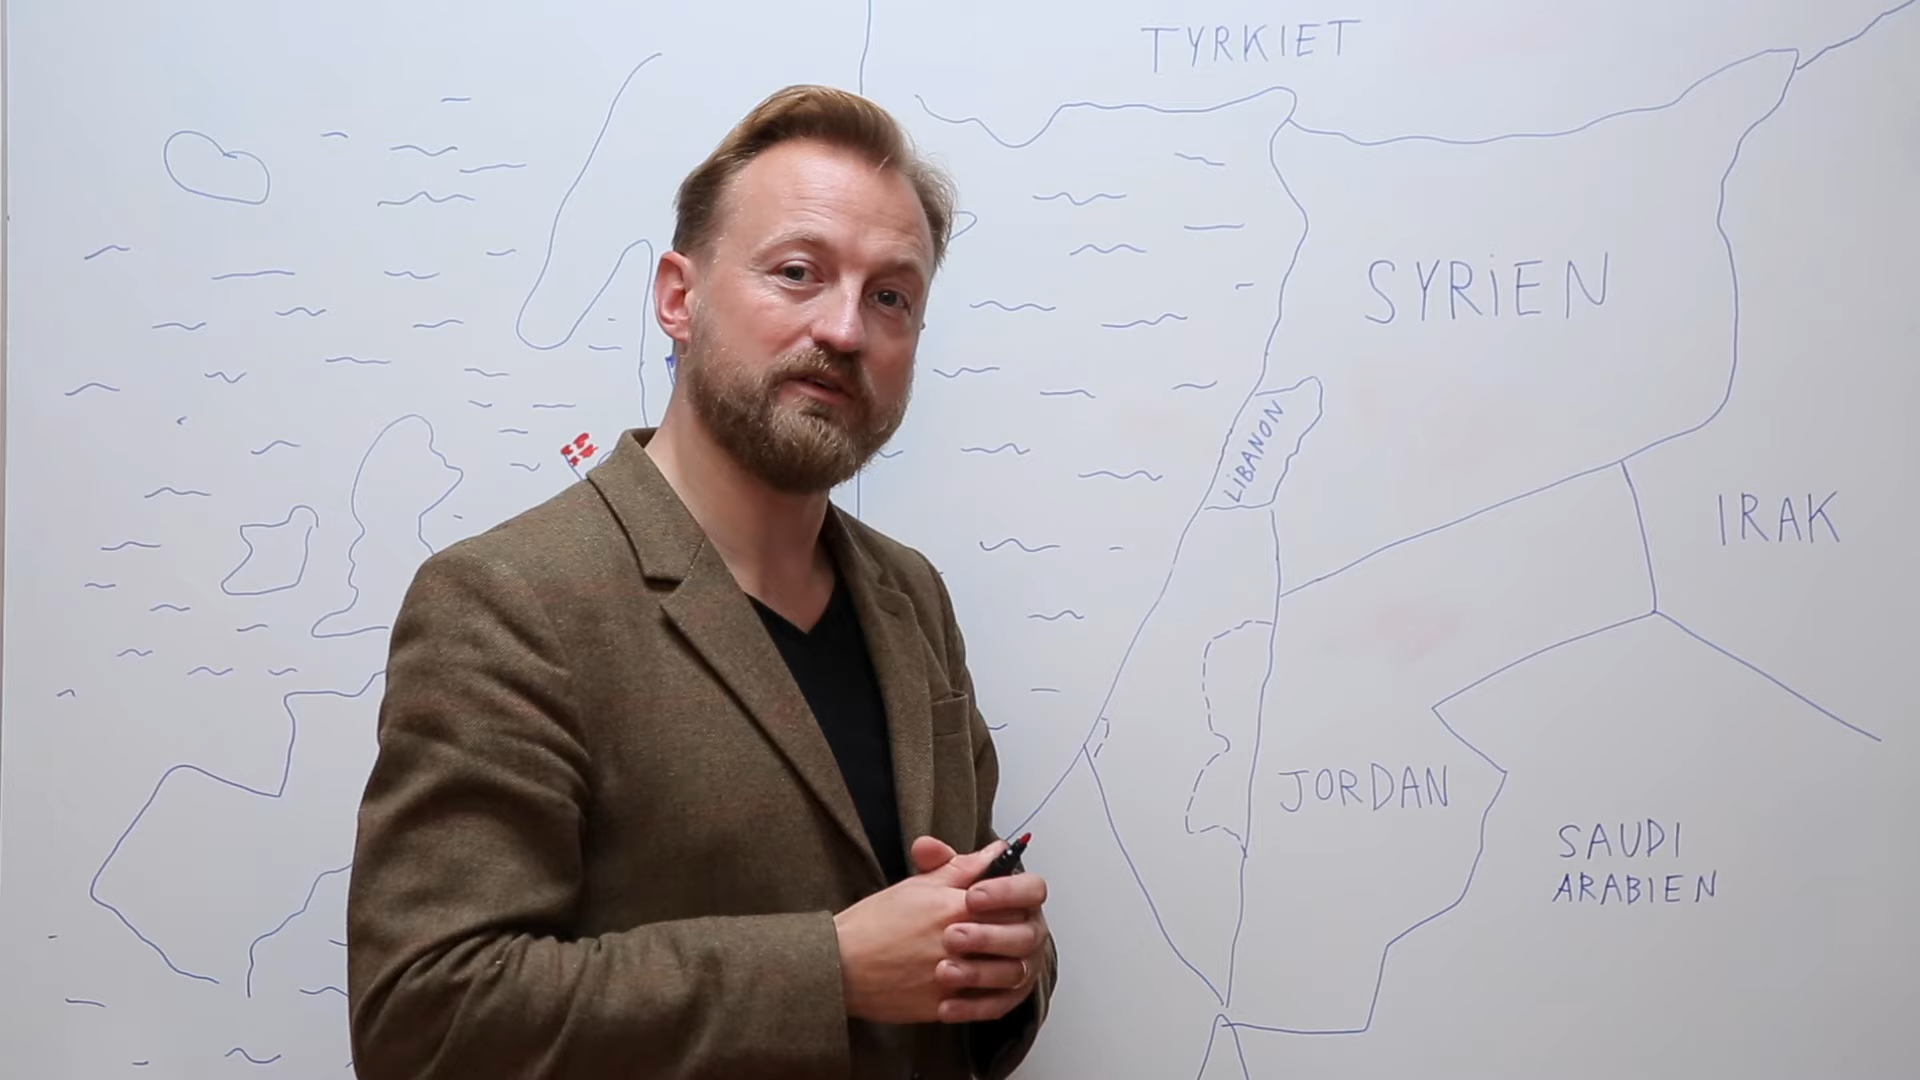 TYRKIET
SYRiEN
LiBANON
IRAK
JORDAN
SAUDI
ARABIEN